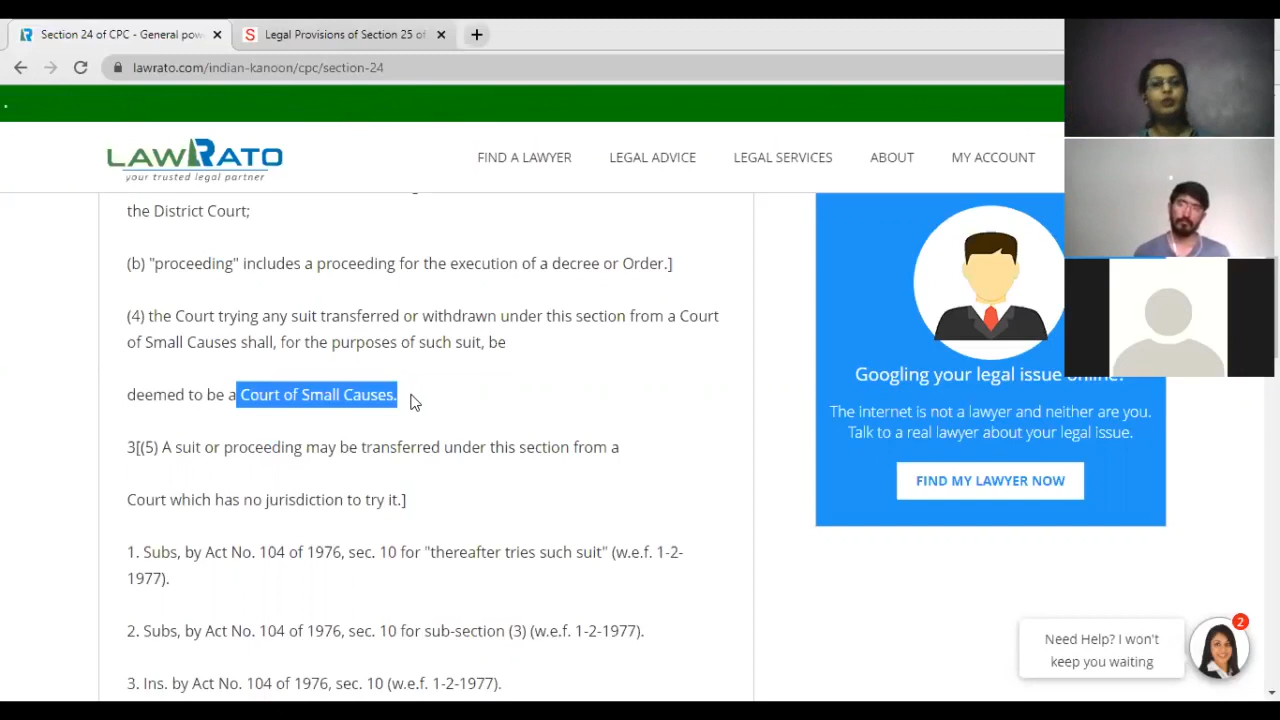 Section 24 of CPC - General pow
Legal Provisions of Section 25 of
lawrato.com/indian-kanoon/cpc/section-24
LAWRATO
your trusted legal partner
FIND A LAWYER LEGAL ADVICE LEGAL SERVICES ABOUT MY ACCOUNT
the District Court;
(b) "proceeding" includes a proceeding for the execution of a decree or Order.]
(4) the Court trying any suit transferred or withdrawn under this section from a Court
of Small Causes shall, for the purposes of such suit, be
deemed to be a Court of Small Causes.
3[(5) A suit or proceeding may be transferred under this section from a
Court which has no jurisdiction to try it.]
1. Subs, by Act No. 104 of 1976, sec. 10 for "thereafter tries such suit" (w.e.f. 1-2-
1977).
2. Subs, by Act No. 104 of 1976, sec. 10 for sub-section (3) (w.e.f. 1-2-1977).
3. Ins. by Act No. 104 of 1976, sec. 10 (w.e.f. 1-2-1977).
Googling your legal issue online?
The internet is not a lawyer and neither are you.
Talk to a real lawyer about your legal issue.
FIND MY LAWYER NOW
Need Help? I won't
keep you waiting
2